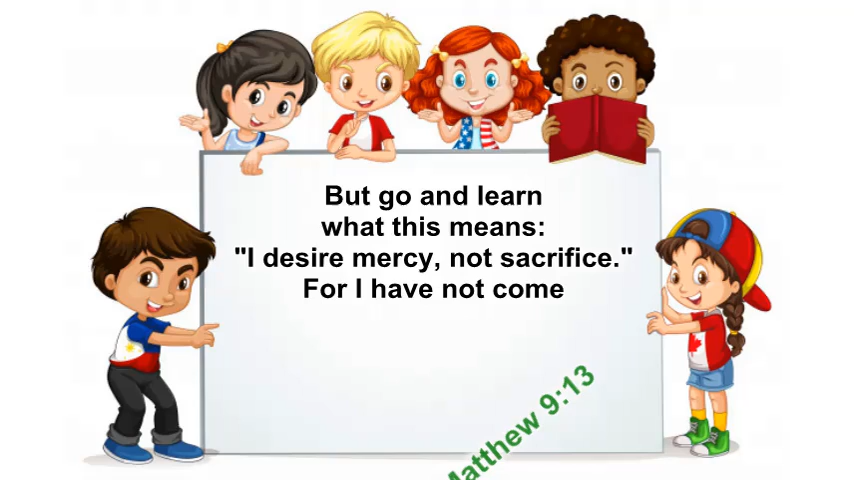 But go and learn
what this means:
"I desire mercy, not sacrifice."
For I have not come
Matthew 9:13